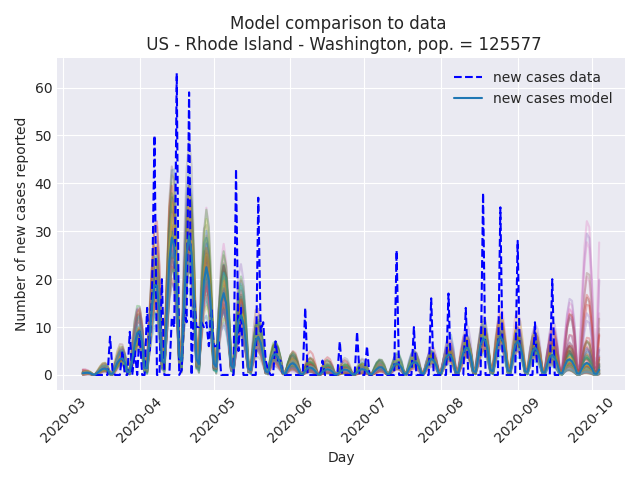 Model comparison to data
US - Rhode Island - Washington, pop. = 125577
new cases data
new cases model
Number of new cases reported
60
50
40
30
20
10
0
2020-03
2020-04
2020-05
2020-06
2020-07
2020-08
2020-09
2020-10
Day